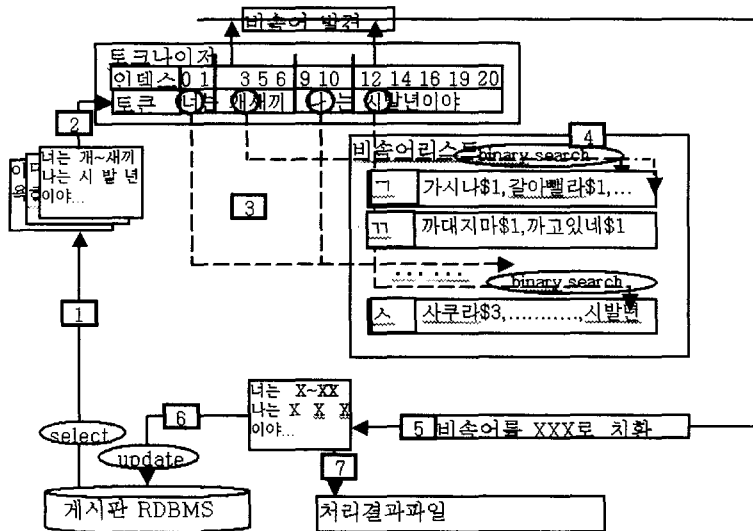 비속어 발견
토크나이저
인덱스 0 1 3 5 6 9 10 12 14 16 19 20
토큰 너는 개새끼 나는 시발년이야
2
너는 개~새끼
나는 시 발 년
이야...
비속어리스트
4
binary search
ㄱ 가시나$1,갈아뺄라$1,...
ㄲ 까대지마$1,까고있네$1
3
... ...
binary search
ㅅ 사쿠라$3,............,시발년
1
select
6
update
너는 X~XX
나는 X X X
이야...
5 비속어를 XXX로 치환
7
게시판 RDBMS
처리결과파일